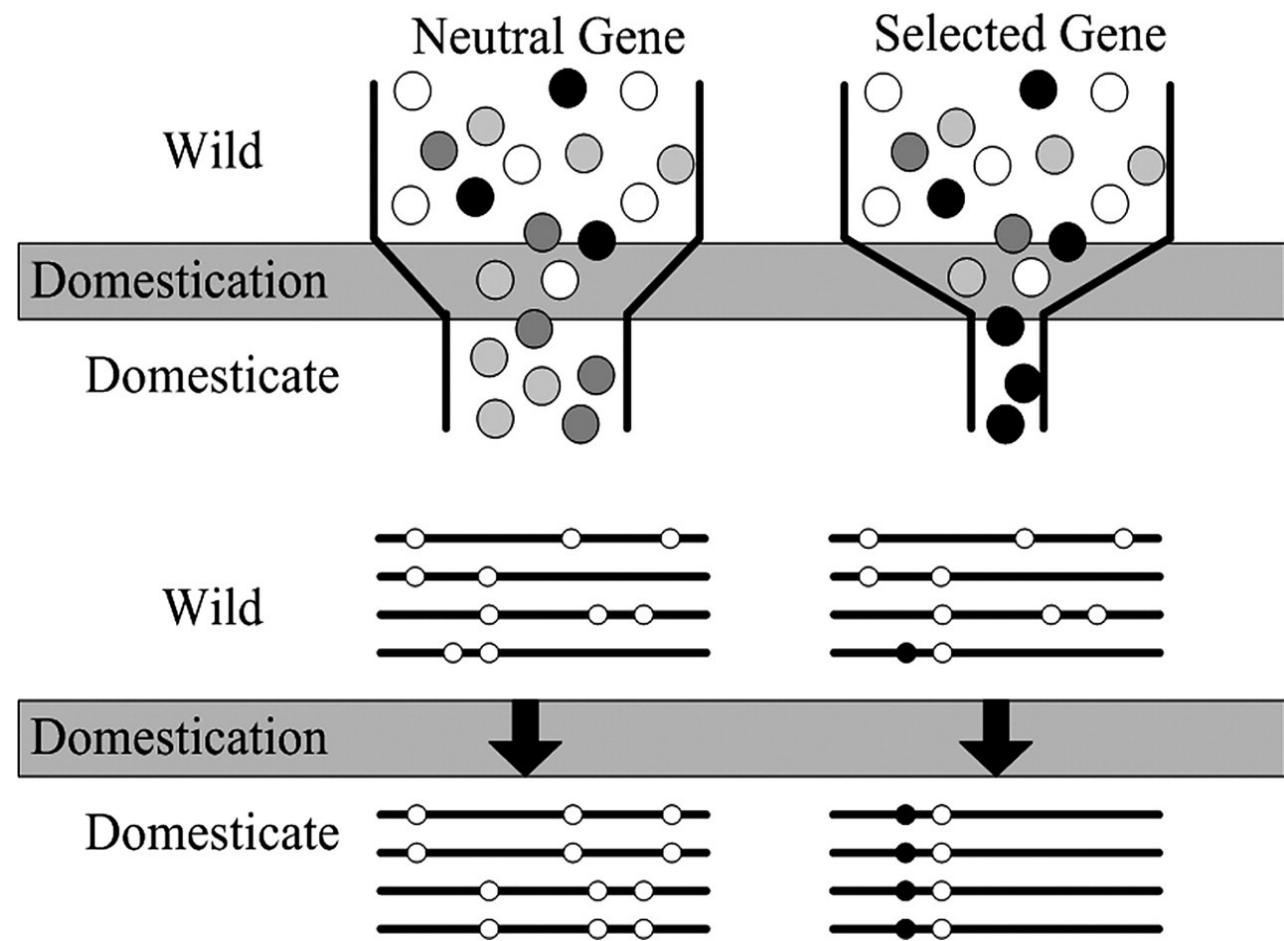 Neutral Gene
Selected Gene
Wild
Domestication
Domesticate
Wild
Domestication
Domesticate